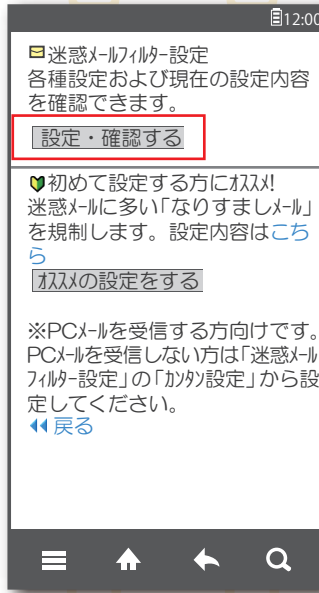 12:00
迷惑ﾒｰﾙﾌｨﾙﾀｰ設定
各種設定および現在の設定内容
を確認できます。
設定・確認する
初めて設定する方にｵｽｽﾒ!
迷惑ﾒｰﾙに多い｢なりすましﾒｰﾙ｣
を規制します。設定内容はこち
ら
ｵｽｽﾒの設定をする
※PCﾒｰﾙを受信する方向けです。
PCﾒｰﾙを受信しない方は｢迷惑ﾒｰﾙ
ﾌｨﾙﾀｰ設定｣の｢ｶﾝﾀﾝ設定｣から設
定してください。
戻る